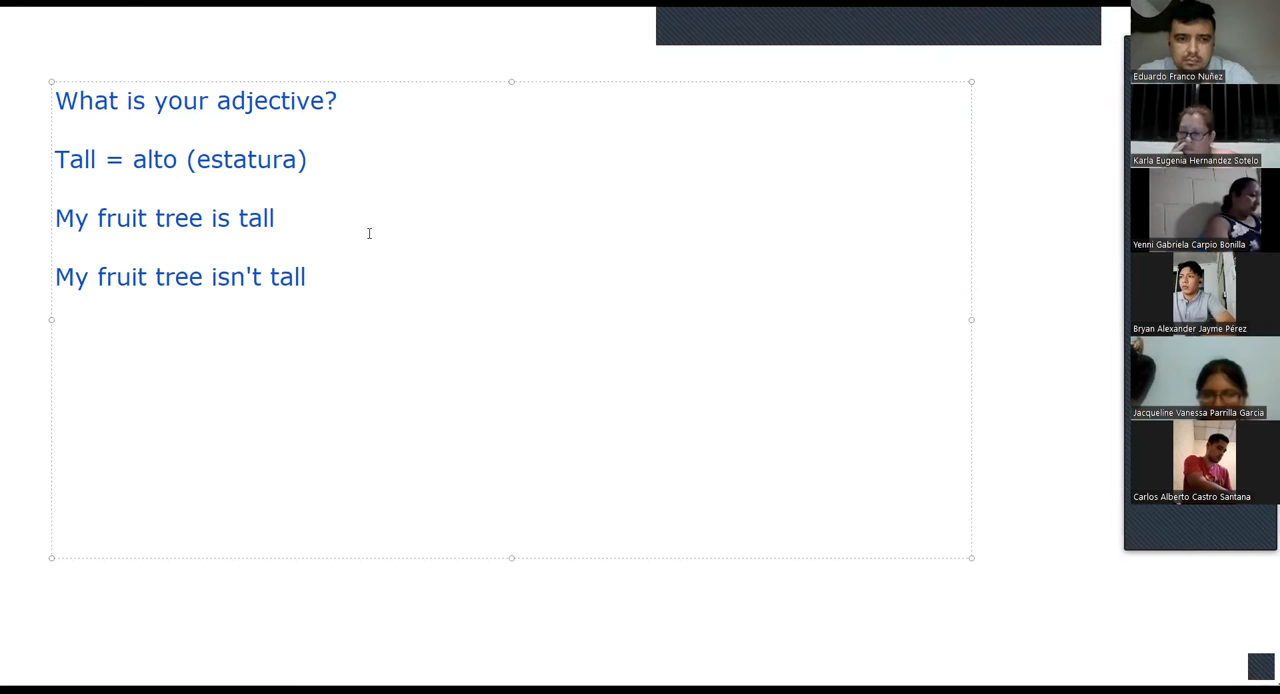 What is your adjective?
Tall = alto (estatura)
My fruit tree is tall
My fruit tree isn't tall
Eduardo Franco Nuñez
Karla Eugenia Hernandez Sotelo
Yenni Gabriela Carpio Bonilla
Bryan Alexander Jayme Pérez
Jacqueline Vanessa Parrilla Garcia
Carlos Alberto Castro Santana